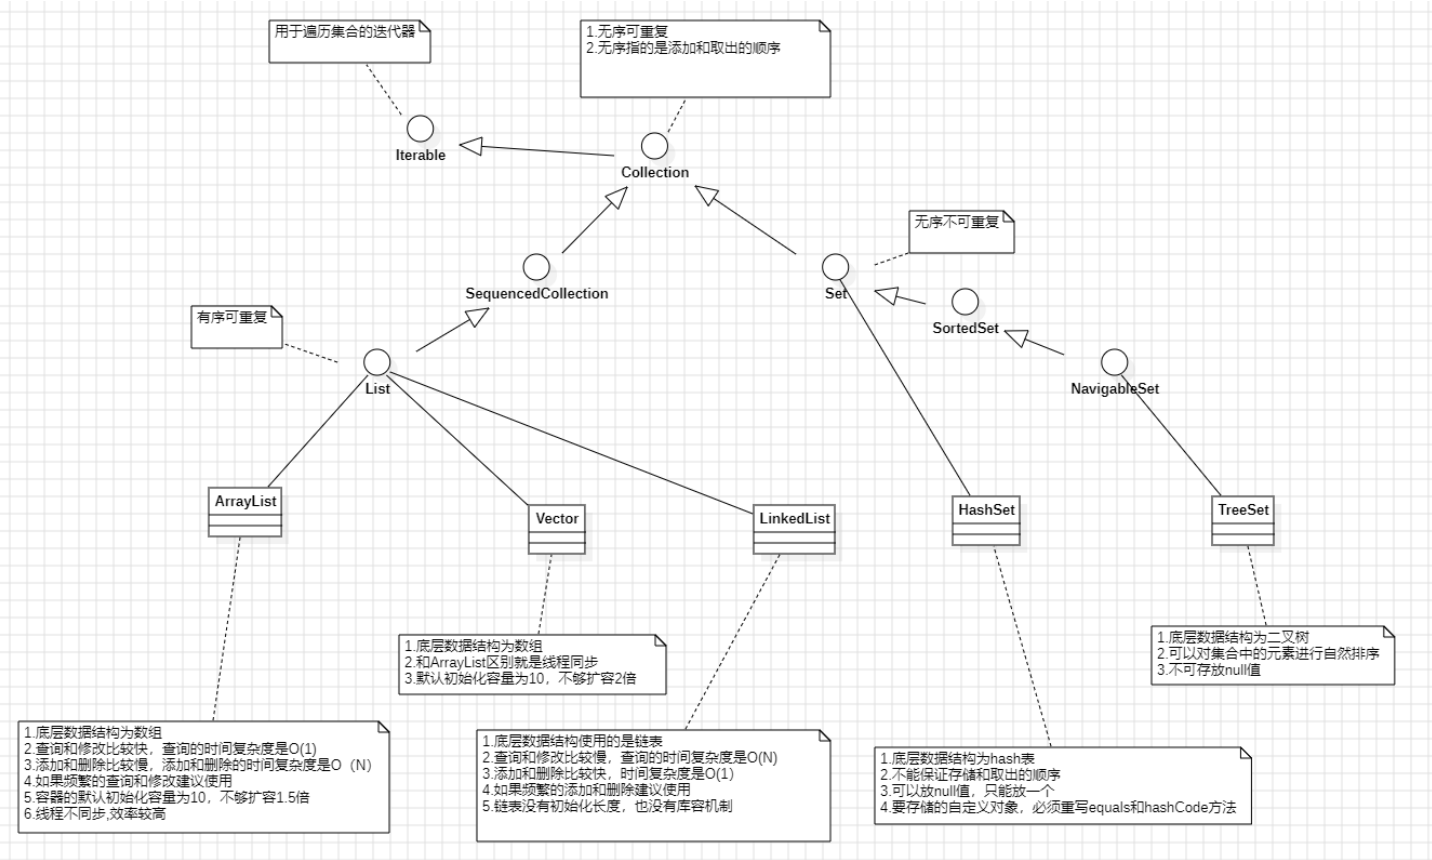 用于遍历集合的迭代器
1.无序可重复
2.无序指的是添加和取出的顺序
Iterable
Collection
无序不可重复
SequencedCollection
Set
有序可重复
SortedSet
List
NavigableSet
ArrayList
Vector
LinkedList
HashSet
TreeSet
1.底层数据结构为数组
2.和ArrayList区别就是线程同步
3.默认初始化容量为10，不够扩容2倍
1.底层数据结构为二叉树
2.可以对集合中的元素进行自然排序
3.不可存放null值
1.底层数据结构为数组
2.查询和修改比较快，查询的时间复杂度是O(1)
3.添加和删除比较慢，添加和删除的时间复杂度是O（N）
4.如果频繁的查询和修改建议使用
5.容器的默认初始化容量为10，不够扩容1.5倍
6.线程不同步,效率较高
1.底层数据结构使用的是链表
2.查询和修改比较慢，查询的时间复杂度是O(N)
3.添加和删除比较快，时间复杂度是O(1)
4.如果频繁的添加和删除建议使用
5.链表没有初始化长度，也没有库容机制
1.底层数据结构为hash表
2.不能保证存储和取出的顺序
3.可以放null值，只能放一个
4.要存储的自定义对象，必须重写equals和hashCode方法